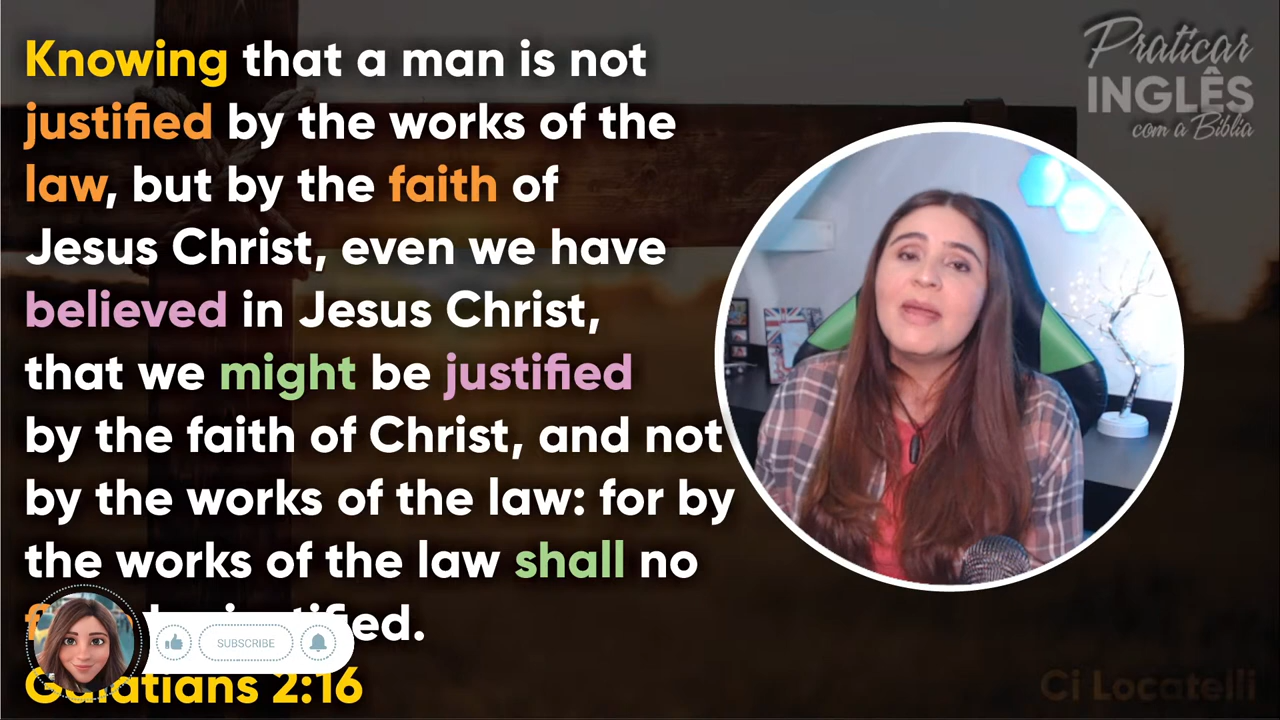 Knowing that a man is not
justified by the works of the
law, but by the faith of
Jesus Christ, even we have
believed in Jesus Christ,
that we might be justified
by the faith of Christ, and not
by the works of the law: for by
the works of the law shall no
justified.
Galatians 2:16
SUBSCRIBE
Praticar
INGLÊS
com a Bíblia
Ci Locatelli